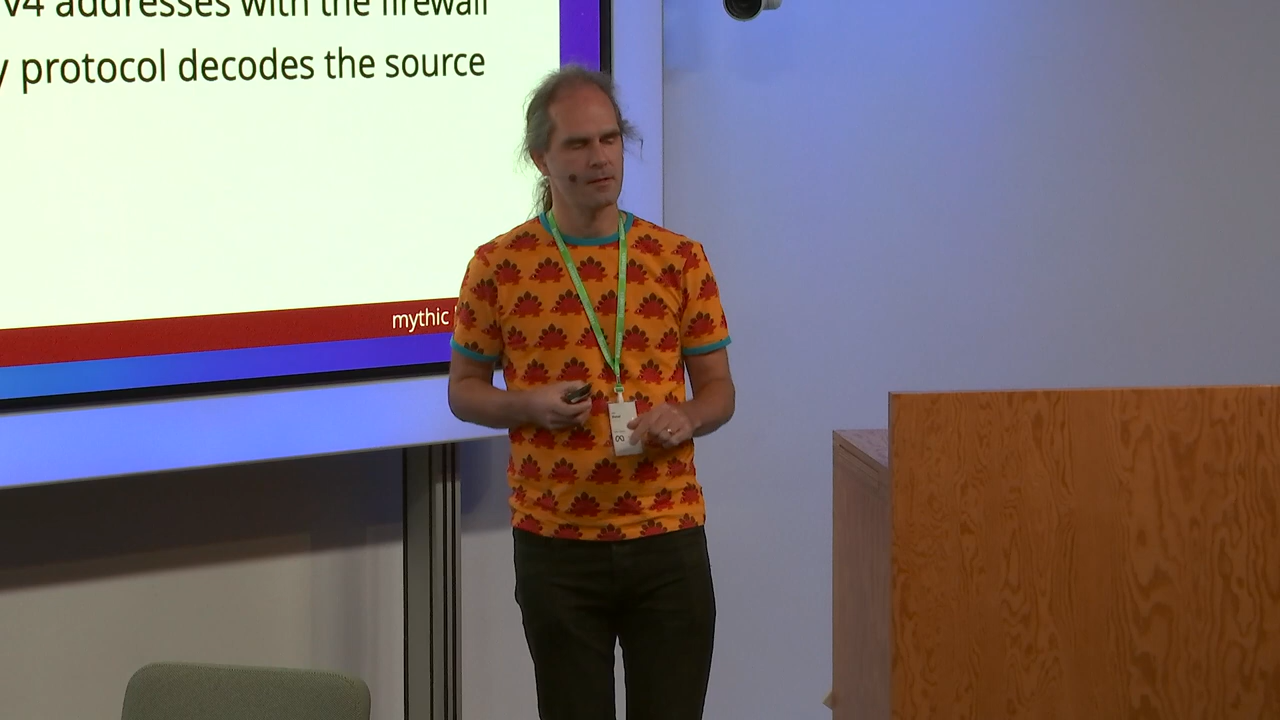 v4 addresses with the firewall
y protocol decodes the source
mythic